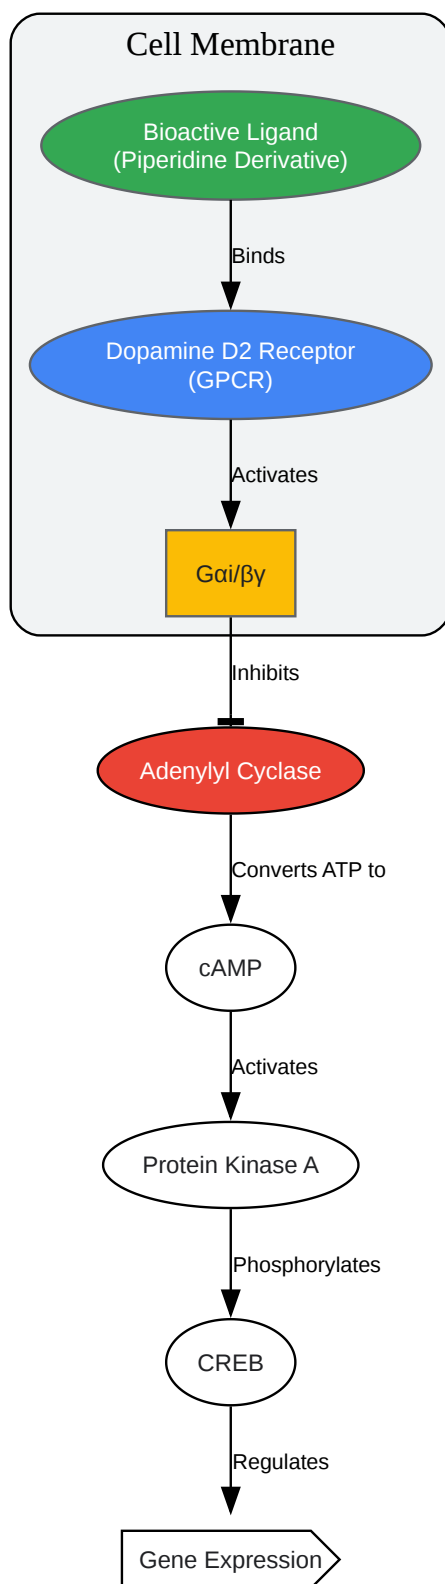 Cell Membrane
Bioactive Ligand
(Piperidine Derivative)
Binds
Dopamine D2 Receptor
(GPCR)
Activates
Gαi/βγ
Inhibits
Adenylyl Cyclase
Converts ATP to
cAMP
Activates
Protein Kinase A
Phosphorylates
CREB
Regulates
Gene Expression